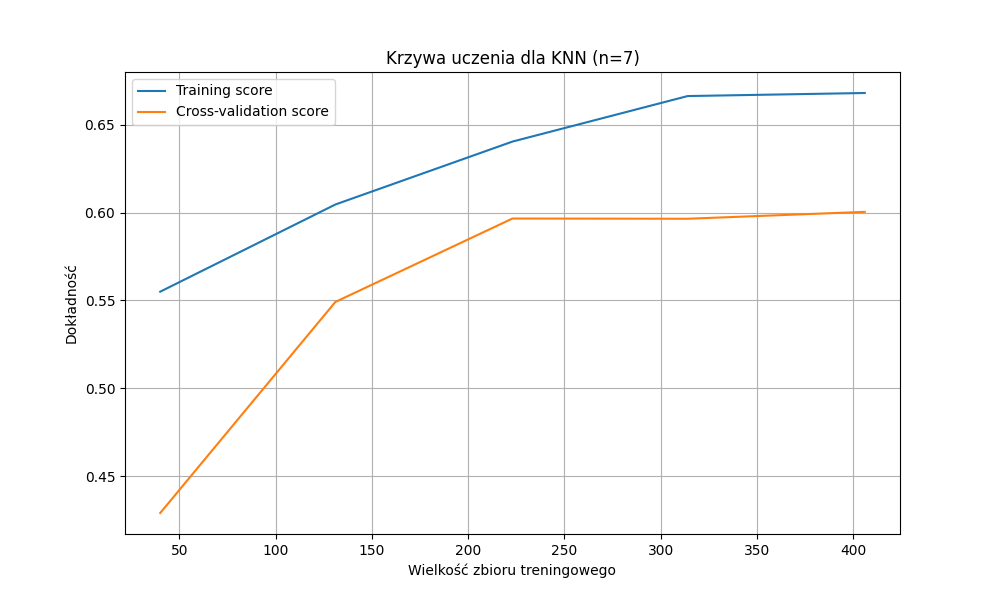 Krzywa uczenia dla KNN (n=7)
Training score
Cross-validation score
Dokładność
0.65
0.60
0.55
0.50
0.45
50 100 150 200 250 300 350 400
Wielkość zbioru treningowego